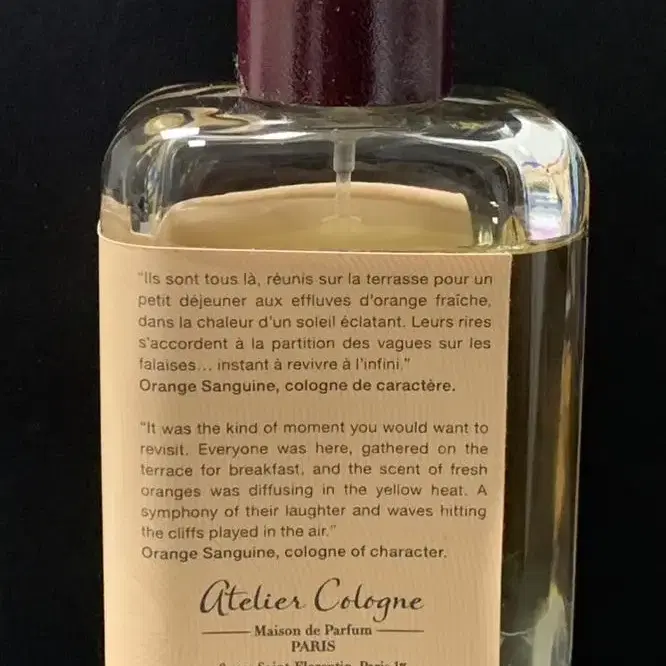 "Ils sont tous là, réunis sur la terrasse pour un
petit déjeuner aux effluves d'orange fraîche,
dans la chaleur d'un soleil éclatant. Leurs rires
s'accordent à la partition des vagues sur les
falaises... instant à revivre à l'infini."
Orange Sanguine, cologne de caractère.
"It was the kind of moment you would want to
revisit. Everyone was here, gathered on the
terrace for breakfast, and the scent of fresh
oranges was diffusing in the yellow heat. A
symphony of their laughter and waves hitting
the cliffs played in the air."
Orange Sanguine, cologne of character.
Atelier Cologne
Maison de Parfum
PARIS
Saint-Florentin, Paris